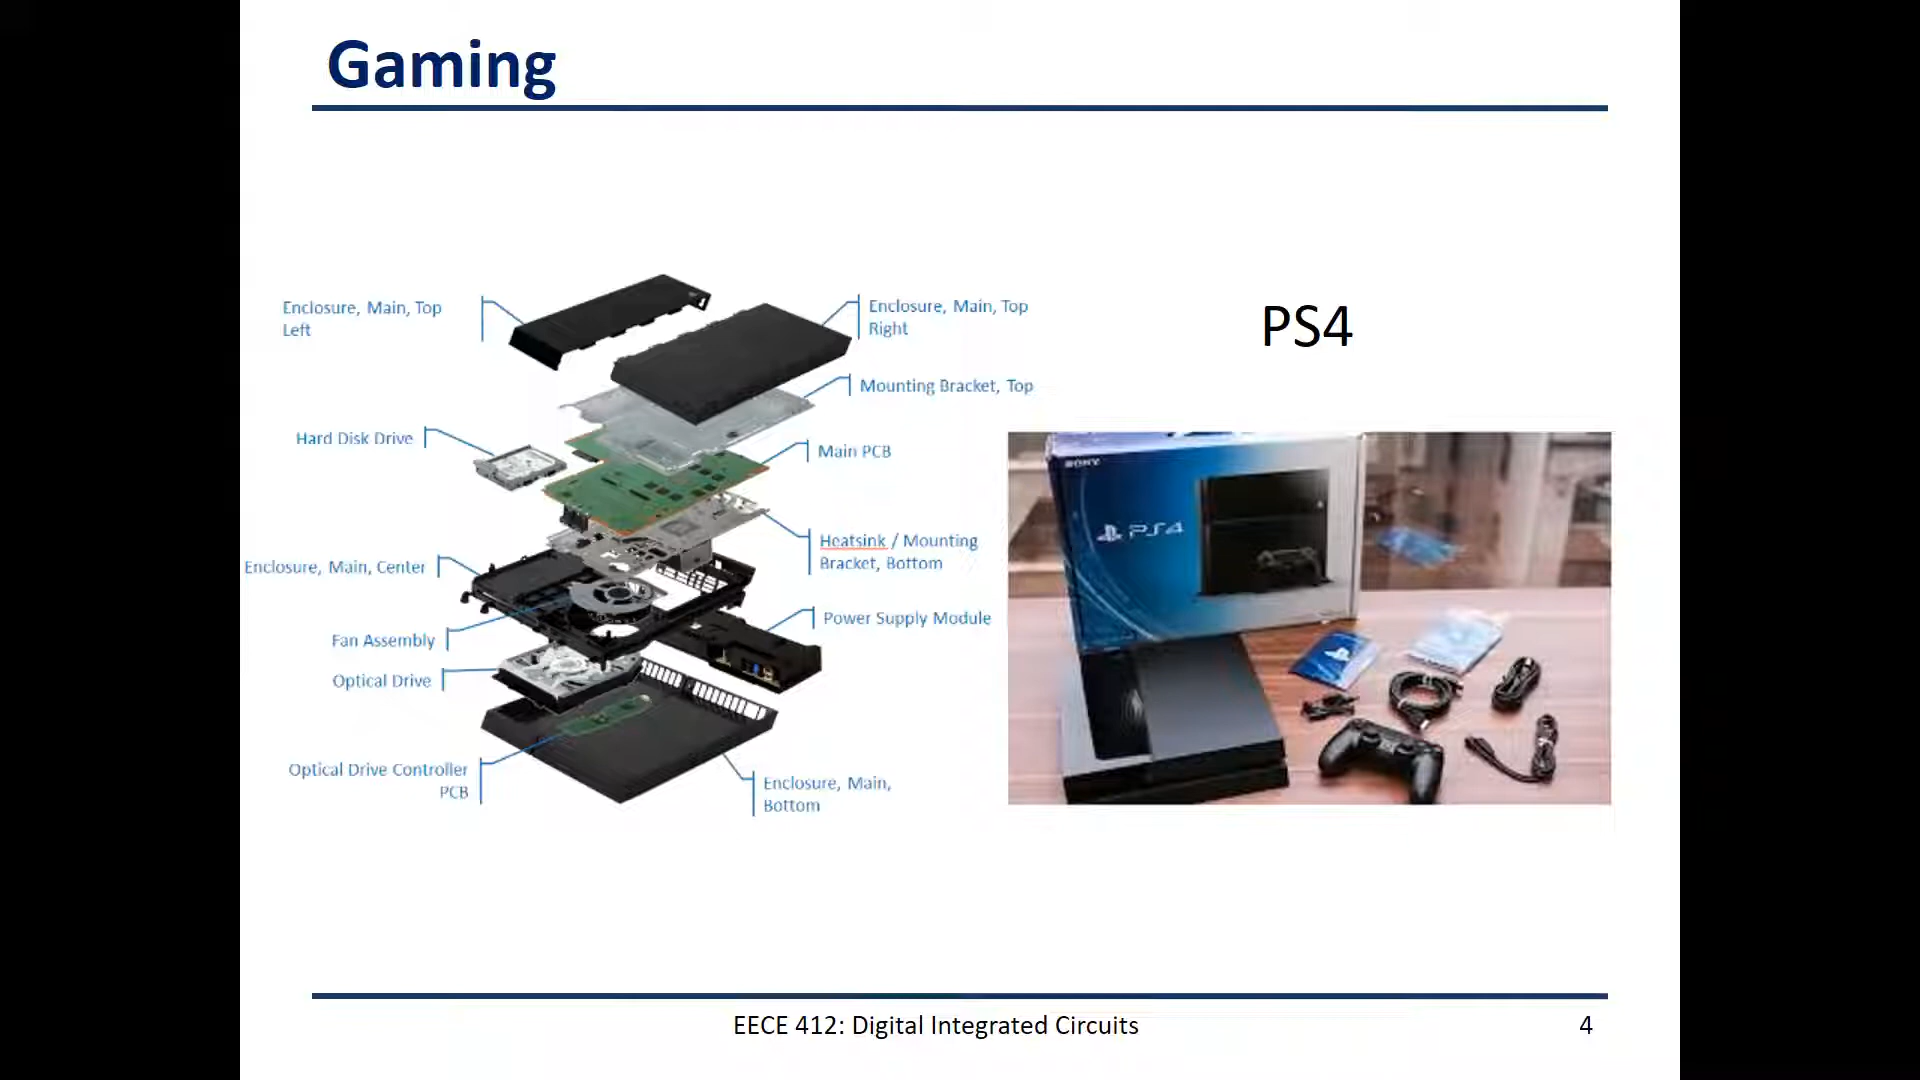 Gaming
Enclosure, Main, Top
Left
Enclosure, Main, Top
Right
PS4
Mounting Bracket, Top
Hard Disk Drive
Main PCB
SONY
PS4
Heatsink / Mounting
Bracket, Bottom
Enclosure, Main, Center
Power Supply Module
Fan Assembly
Optical Drive
Optical Drive Controller
PCB
Enclosure, Main,
Bottom
EECE 412: Digital Integrated Circuits
4